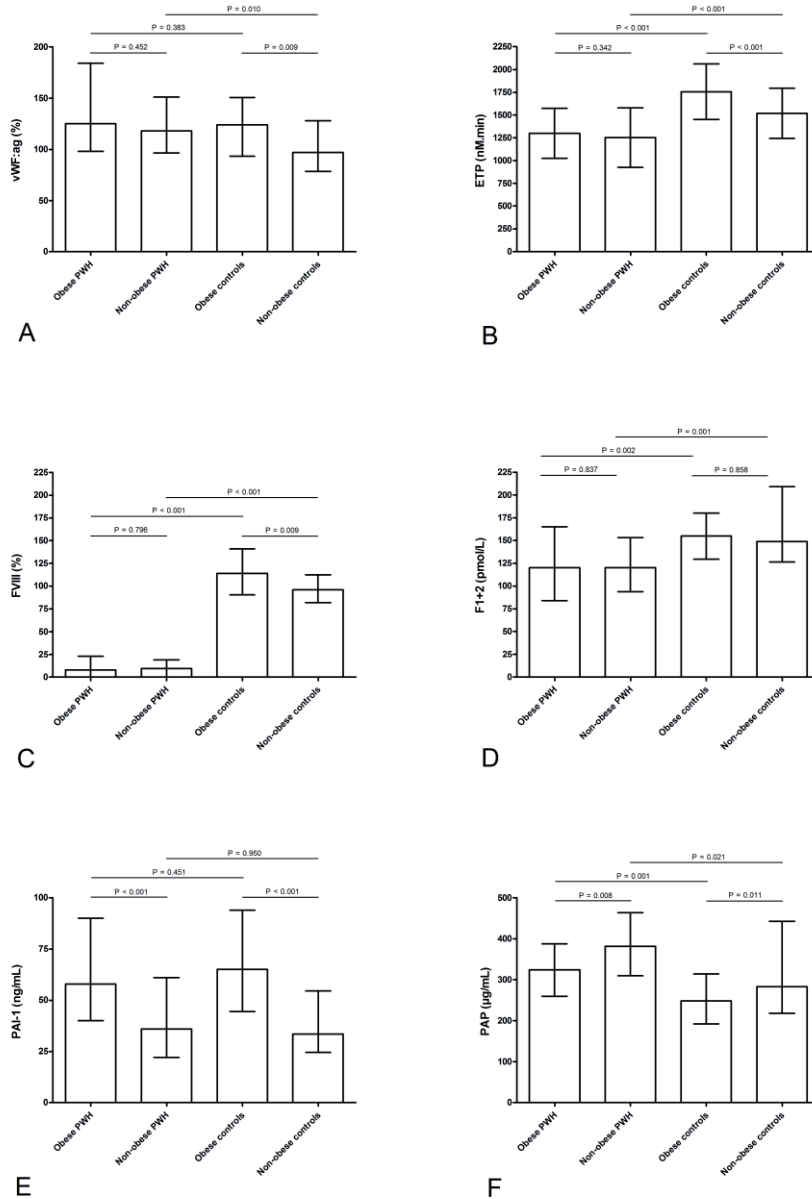 P = 0.010
P = 0.383
P = 0.452
P = 0.009
200
150
100
50
0
vWF:ag (%)
Obese PWH
Non-obese PWH
Obese controls
Non-obese controls
A
P < 0.001
P < 0.001
P = 0.342
P < 0.001
2250
2000
1750
1500
1250
1000
750
500
250
0
ETP (nM.min)
Obese PWH
Non-obese PWH
Obese controls
Non-obese controls
B
P < 0.001
P < 0.001
P = 0.796
P = 0.009
225
200
175
150
125
100
75
50
25
0
FVIII (%)
Obese PWH
Non-obese PWH
Obese controls
Non-obese controls
C
P = 0.001
P = 0.002
P = 0.837
P = 0.858
225
200
175
150
125
100
75
50
25
0
F1+2 (pmol/L)
Obese PWH
Non-obese PWH
Obese controls
Non-obese controls
D
P = 0.950
P = 0.451
P < 0.001
P < 0.001
100
75
50
25
0
PAI-1 (ng/mL)
Obese PWH
Non-obese PWH
Obese controls
Non-obese controls
E
P = 0.021
P = 0.001
P = 0.008
P = 0.011
500
400
300
200
100
0
PAP (µg/mL)
Obese PWH
Non-obese PWH
Obese controls
Non-obese controls
F